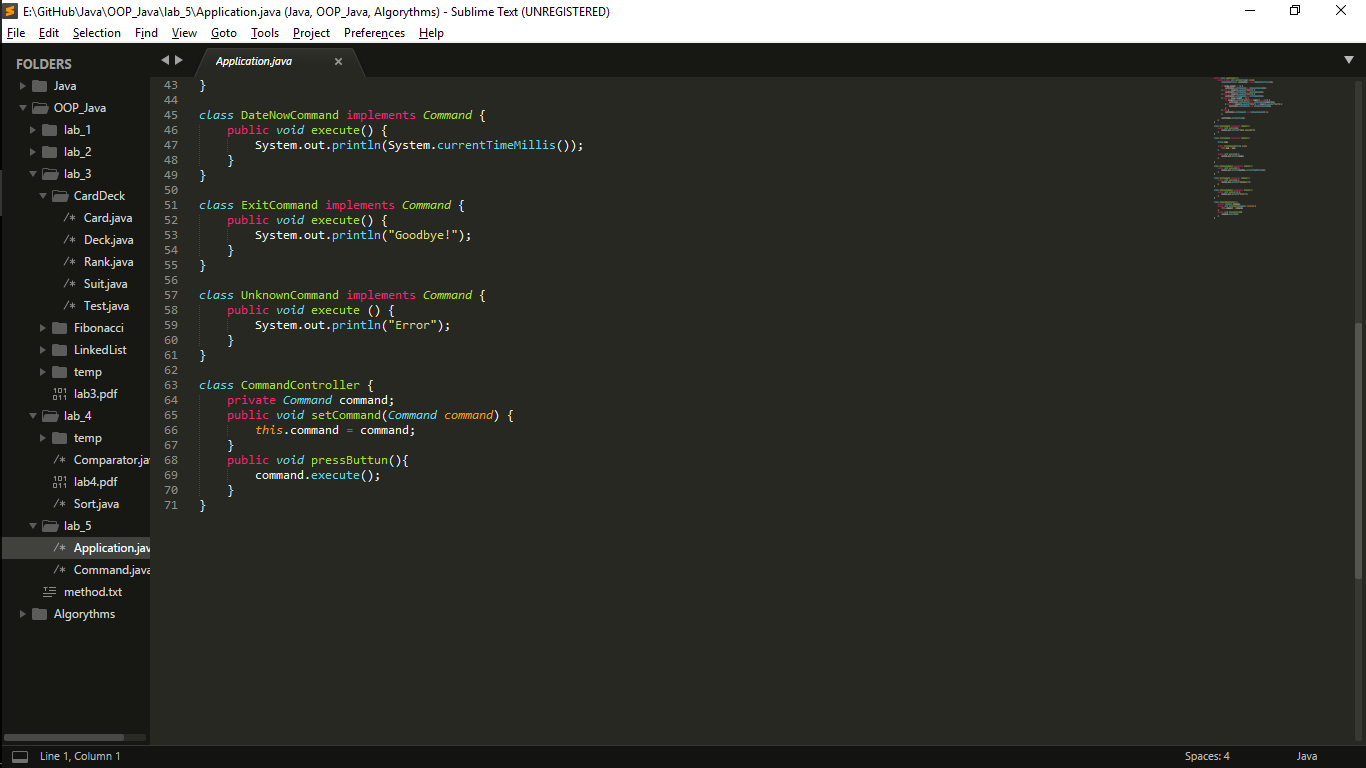 E:\GitHub\Java\OOP_Java\lab_5\Application.java (Java, OOP_Java, Algorythms) - Sublime Text (UNREGISTERED)
File Edit Selection Find View Goto Tools Project Preferences Help
FOLDERS
Java
OOP_Java
lab_1
lab_2
lab_3
CardDeck
/* Card.java
/* Deck.java
/* Rank.java
/* Suit.java
/* Test.java
Fibonacci
LinkedList
temp
lab3.pdf
lab_4
temp
/* Comparator.ja
lab4.pdf
/* Sort.java
lab_5
/* Application.jav
/* Command.java
method.txt
Algorythms
Application.java
43 }
44
45 class DateNowCommand implements Command {
46     public void execute() {
47         System.out.println(System.currentTimeMillis());
48     }
49 }
50
51 class ExitCommand implements Command {
52     public void execute() {
53         System.out.println("Goodbye!");
54     }
55 }
56
57 class UnknownCommand implements Command {
58     public void execute () {
59         System.out.println("Error");
60     }
61 }
62
63 class CommandController {
64     private Command command;
65     public void setCommand(Command command) {
66         this.command = command;
67     }
68     public void pressButtun(){
69         command.execute();
70     }
71 }
Line 1, Column 1
Spaces: 4
Java